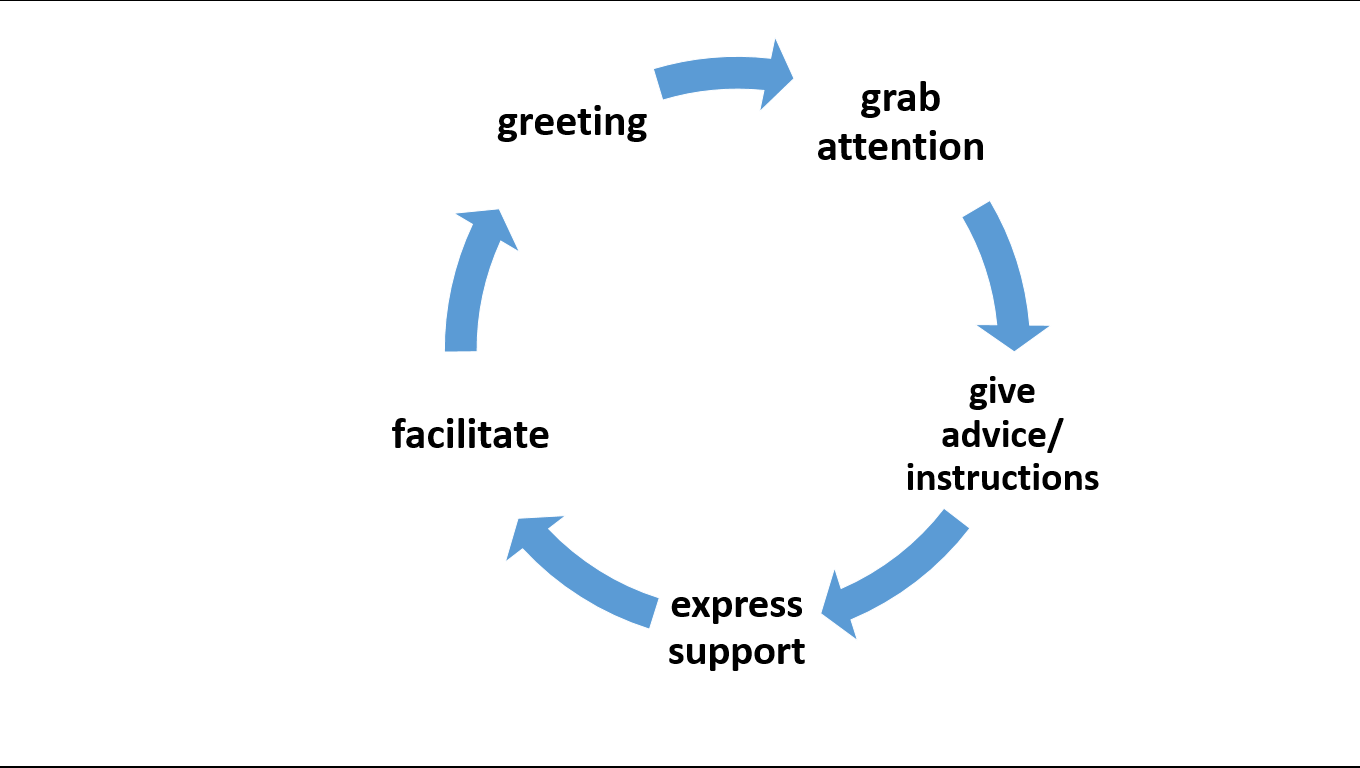 greeting
grab
attention
give
advice/
instructions
express
support
facilitate